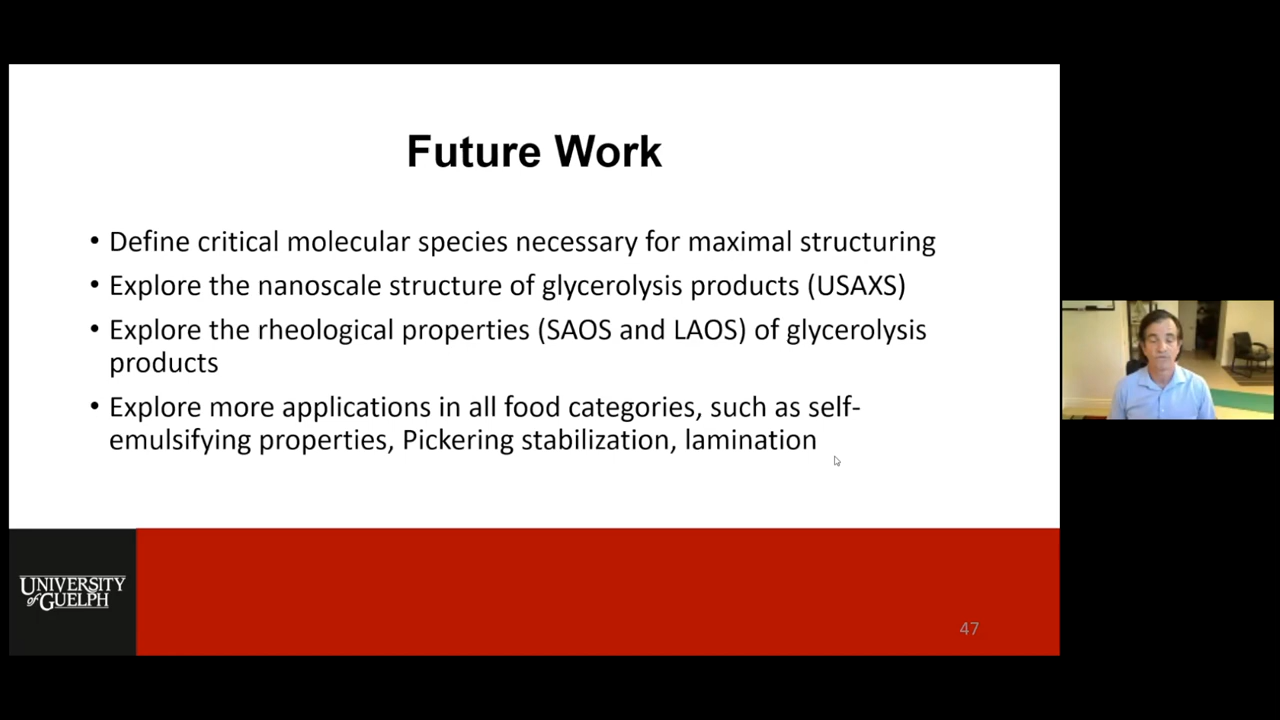 Future Work
• Define critical molecular species necessary for maximal structuring
• Explore the nanoscale structure of glycerolysis products (USAXS)
• Explore the rheological properties (SAOS and LAOS) of glycerolysis
products
• Explore more applications in all food categories, such as self-
emulsifying properties, Pickering stabilization, lamination
UNIVERSITY
of GUELPH
47